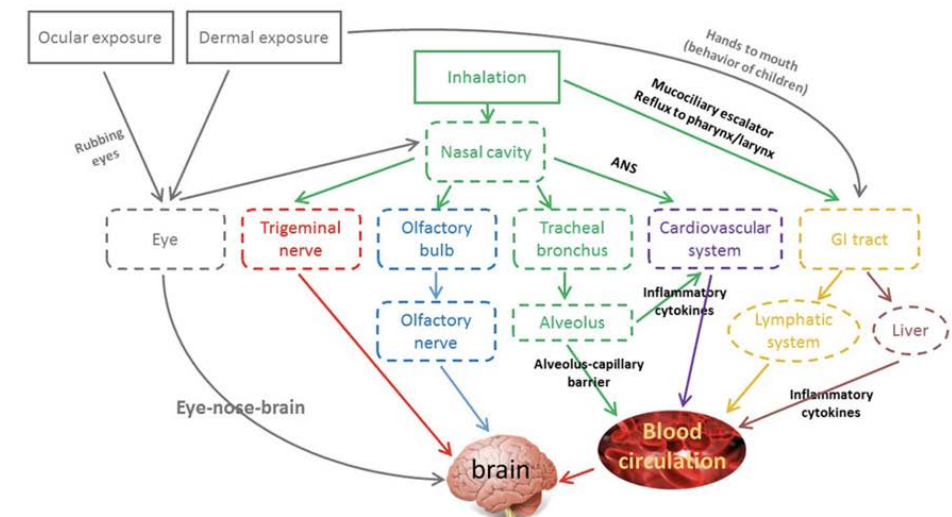 Ocular exposure
Dermal exposure
Hands to mouth
(behavior of children)
Inhalation
Mucociliary escalator
Reflux to pharynx/larynx
Rubbing
eyes
Nasal cavity
ANS
Eye
Trigeminal
nerve
Olfactory
bulb
Tracheal
bronchus
Cardiovascular
system
GI tract
Inflammatory
cytokines
Olfactory
nerve
Alveolus
Lymphatic
system
Liver
Alveolus-capillary
barrier
Inflammatory
cytokines
Eye-nose-brain
Blood
circulation
brain